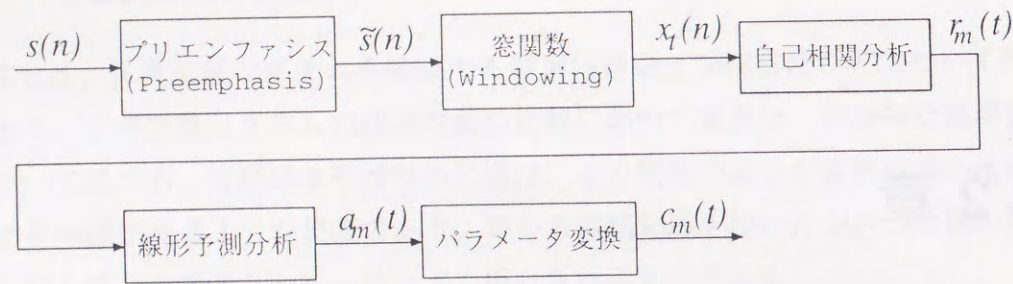 s(n)
プリエンファシス
(Preemphasis)
s̃(n)
窓関数
(Windowing)
x_t(n)
自己相関分析
r_m(t)
線形予測分析
a_m(t)
パラメータ変換
c_m(t)